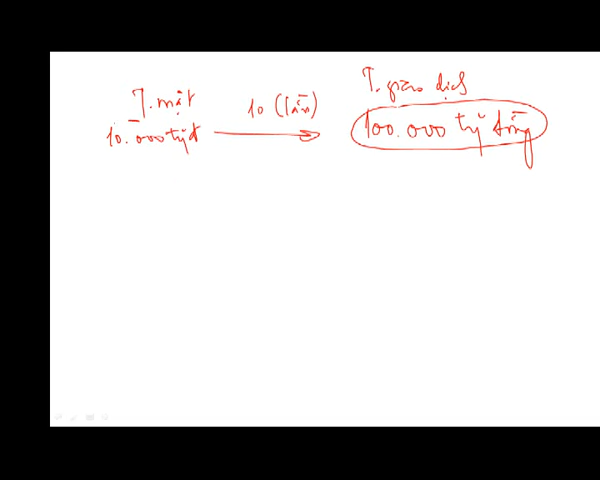 T. giao dịch
T. mặt 10 (lần)
10.000 tỷ đ 100.000 tỷ đồng